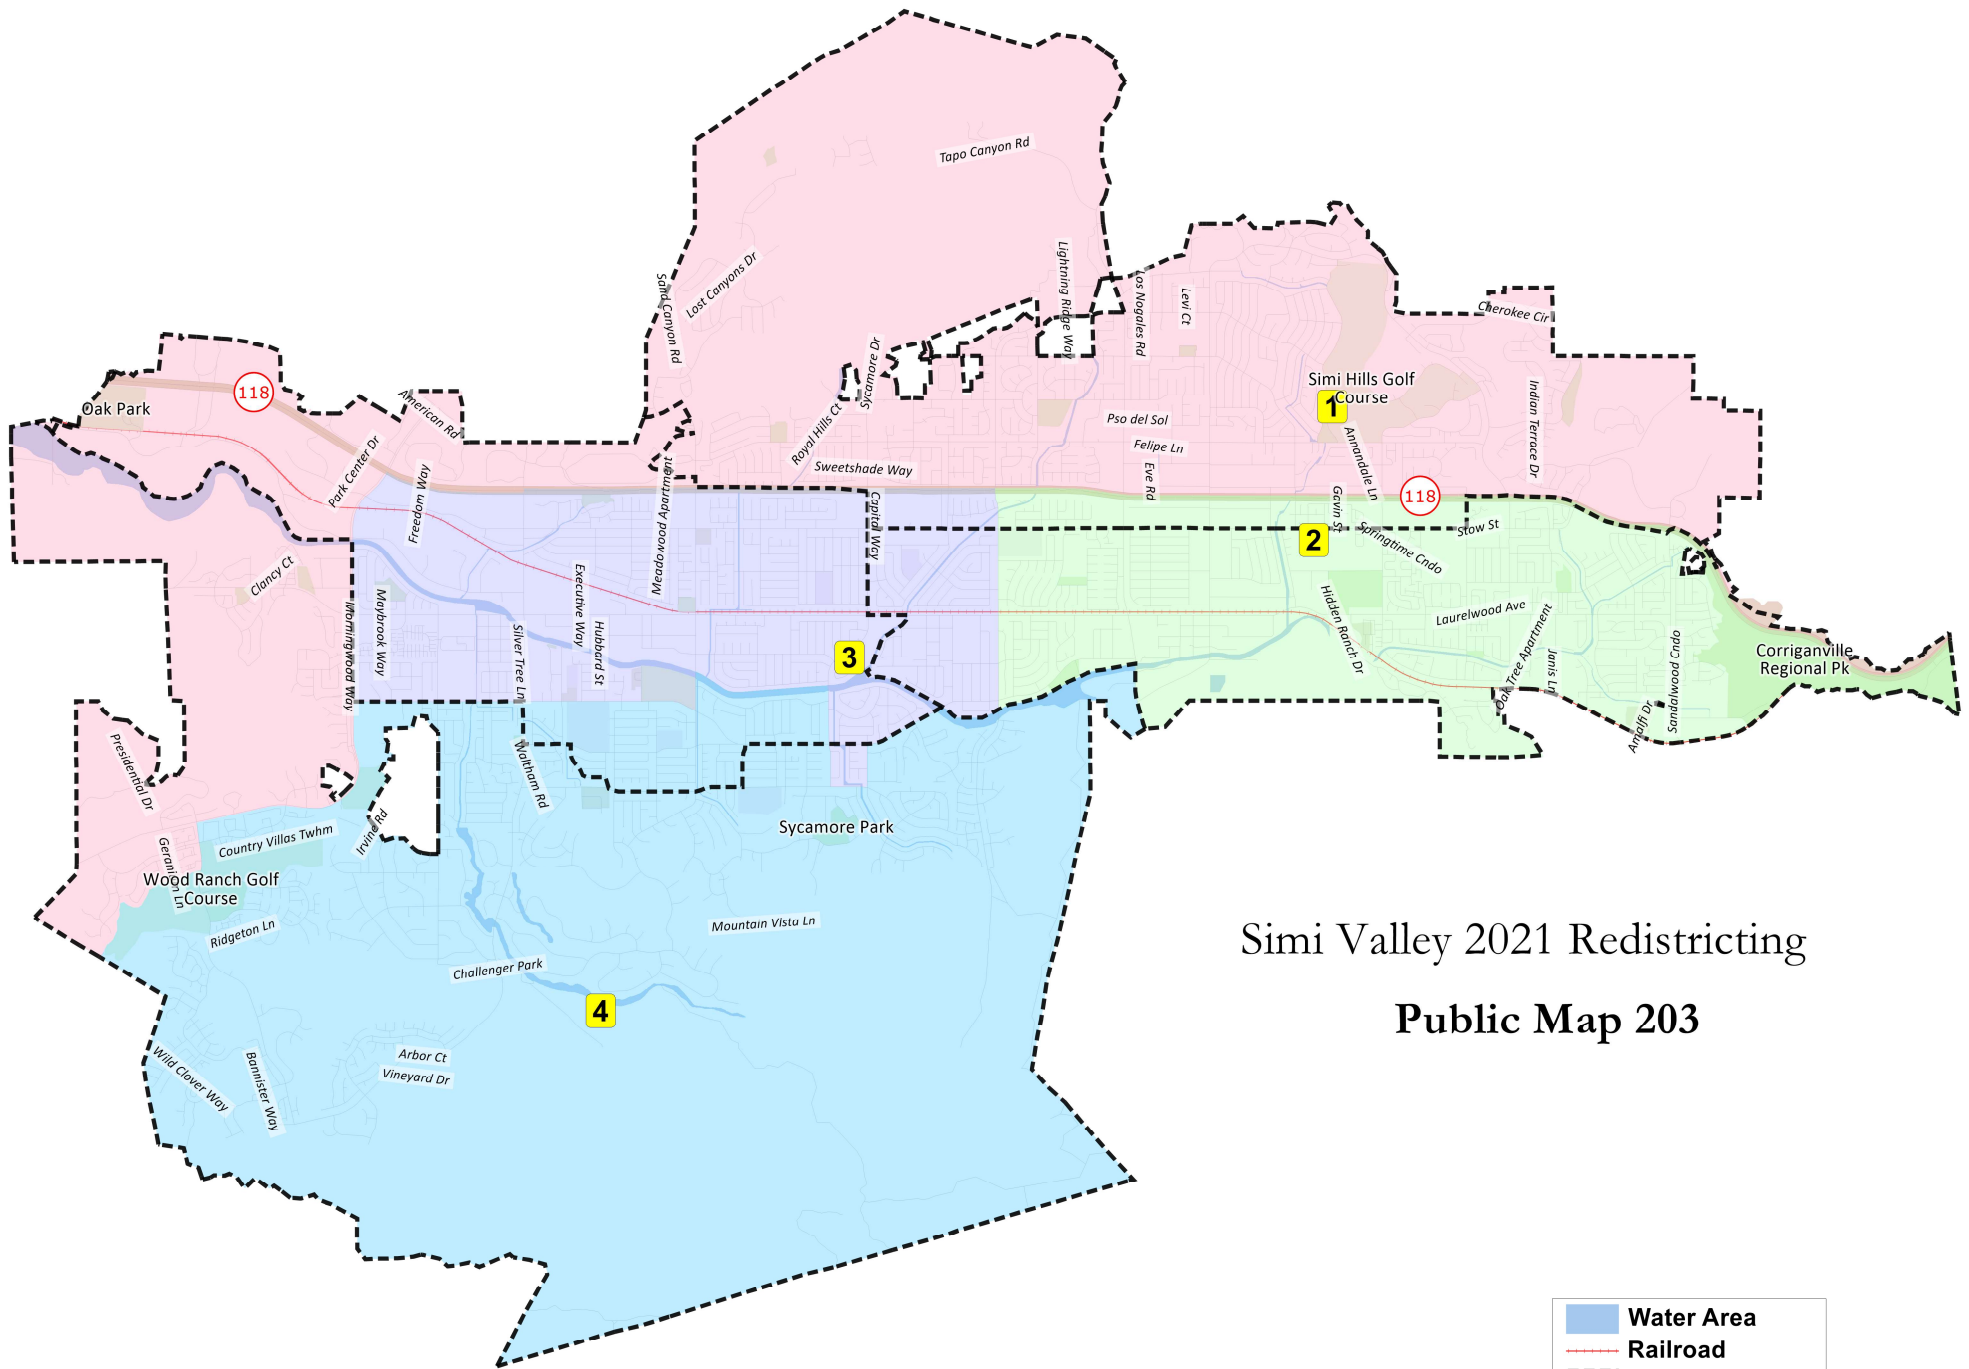 Tapo Canyon Rd
Lost Canyons Dr
Sand Canyon Rd
Lightning Ridge Way
Los Nogales Rd
Levi Ct
Cherokee Cir
Sycamore Dr
Royal Hills Ct
Sweetshade Way
Simi Hills Golf
Course
1
Pso del Sol
Felipe Ln
Eve Rd
Annandale Ln
Indian Terrace Dr
Oak Park
118
American Rd
Park Center Dr
Freedom Way
Meadowood Apartment
Capital Way
118
Gavin St
2
Springtime Cndo
Stow St
Clancy Ct
Morningwood Way
Maybrook Way
Executive Way
Hubbard St
Silver Tree Ln
3
Hidden Ranch Dr
Laurelwood Ave
Oak Tree Apartment
Janis Ln
Sandalwood Cndo
Amalfi Dr
Corriganville
Regional Pk
Presidential Dr
Waltham Rd
Irvine Rd
Country Villas Twhm
Sycamore Park
Wood Ranch Golf
Course
Ridgeton Ln
Mountain Vista Ln
Challenger Park
4
Arbor Ct
Vineyard Dr
Wild Clover Way
Bannister Way
Simi Valley 2021 Redistricting
Public Map 203
Water Area
Railroad